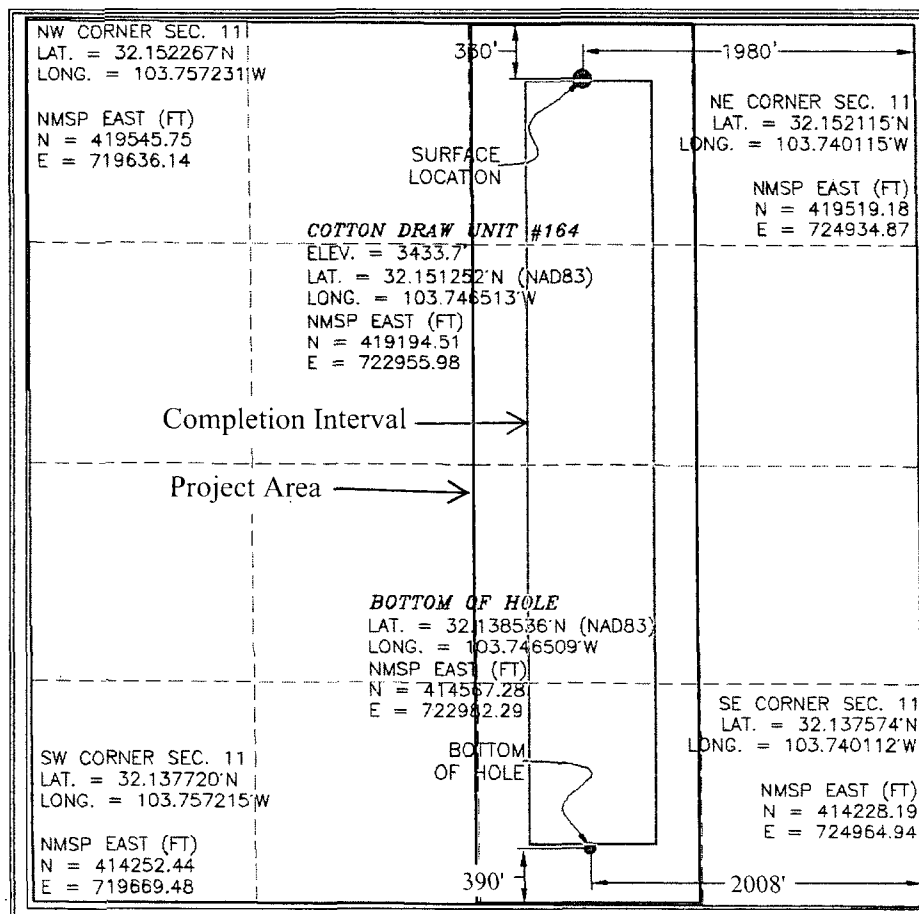 NW CORNER SEC. 11
LAT. = 32.152267'N
LONG. = 103.757231'W
NMSP EAST (FT)
N = 419545.75
E = 719636.14
330'
1980'
SURFACE
LOCATION
NE CORNER SEC. 11
LAT. = 32.152115'N
LONG. = 103.740115'W
NMSP EAST (FT)
N = 419519.18
E = 724934.87
COTTON DRAW UNIT #164
ELEV. = 3433.7'
LAT. = 32.151252'N (NAD83)
LONG. = 103.746513'W
NMSP EAST (FT)
N = 419194.51
E = 722955.98
Completion Interval
Project Area
BOTTOM OF HOLE
LAT. = 32.138536'N (NAD83)
LONG. = 103.746509'W
NMSP EAST (FT)
N = 414567.28
E = 722982.29
SW CORNER SEC. 11
LAT. = 32.137720'N
LONG. = 103.757215'W
NMSP EAST (FT)
N = 414252.44
E = 719669.48
BOTTOM
OF HOLE
390'
2008'
SE CORNER SEC. 11
LAT. = 32.137574'N
LONG. = 103.740112'W
NMSP EAST (FT)
N = 414228.19
E = 724964.94